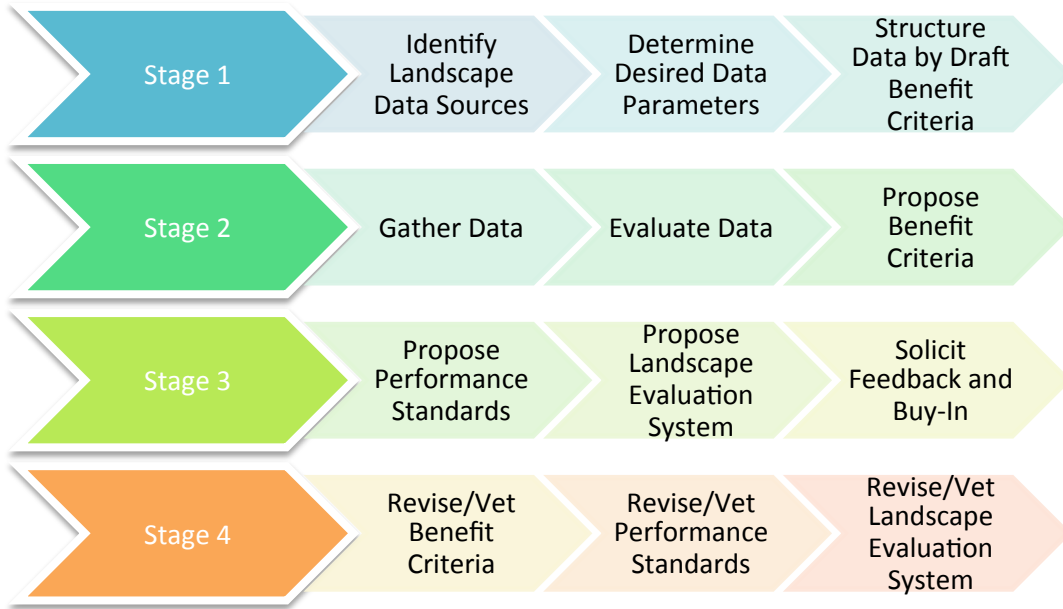 Stage 1
Identify
Landscape
Data Sources
Determine
Desired Data
Parameters
Structure
Data by Draft
Benefit
Criteria
Stage 2
Gather Data
Evaluate Data
Propose
Benefit
Criteria
Stage 3
Propose
Performance
Standards
Propose
Landscape
Evaluation
System
Solicit
Feedback and
Buy-In
Stage 4
Revise/Vet
Benefit
Criteria
Revise/Vet
Performance
Standards
Revise/Vet
Landscape
Evaluation
System